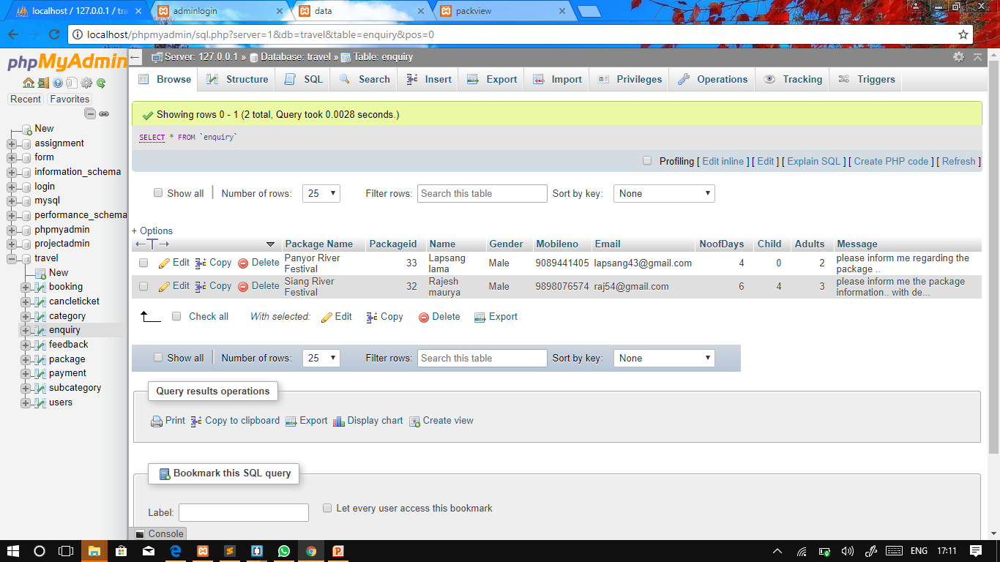 localhost / 127.0.0.1 / tra
adminlogin
data
packview
localhost/phpmyadmin/sql.php?server=1&db=travel&table=enquiry&pos=0
phpMyAdmin
Recent Favorites
New
assignment
form
information_schema
login
mysql
performance_schema
phpmyadmin
projectadmin
travel
New
booking
cancleticket
category
enquiry
feedback
package
payment
subcategory
users
Server: 127.0.0.1 » Database: travel » Table: enquiry
Browse Structure SQL Search Insert Export Import Privileges Operations Tracking Triggers
Showing rows 0 - 1 (2 total, Query took 0.0028 seconds.)
SELECT * FROM `enquiry`
Profiling [ Edit inline ] [ Edit ] [ Explain SQL ] [ Create PHP code ] [ Refresh ]
Show all Number of rows: 25 Filter rows: Search this table Sort by key: None
+ Options
Package Name Packageid Name Gender Mobileno Email NoofDays Child Adults Message
Edit Copy Delete Panyor River Festival 33 Lapsang lama Male 9089441405 lapsang43@gmail.com 4 0 2 please inform me regarding the package ..
Edit Copy Delete Siang River Festival 32 Rajesh maurya Male 9898076574 raj54@gmail.com 6 4 3 please inform me the package information.. with de...
Check all With selected: Edit Copy Delete Export
Show all Number of rows: 25 Filter rows: Search this table Sort by key: None
Query results operations
Print Copy to clipboard Export Display chart Create view
Bookmark this SQL query
Label: Let every user access this bookmark
Console
ENG 17:11